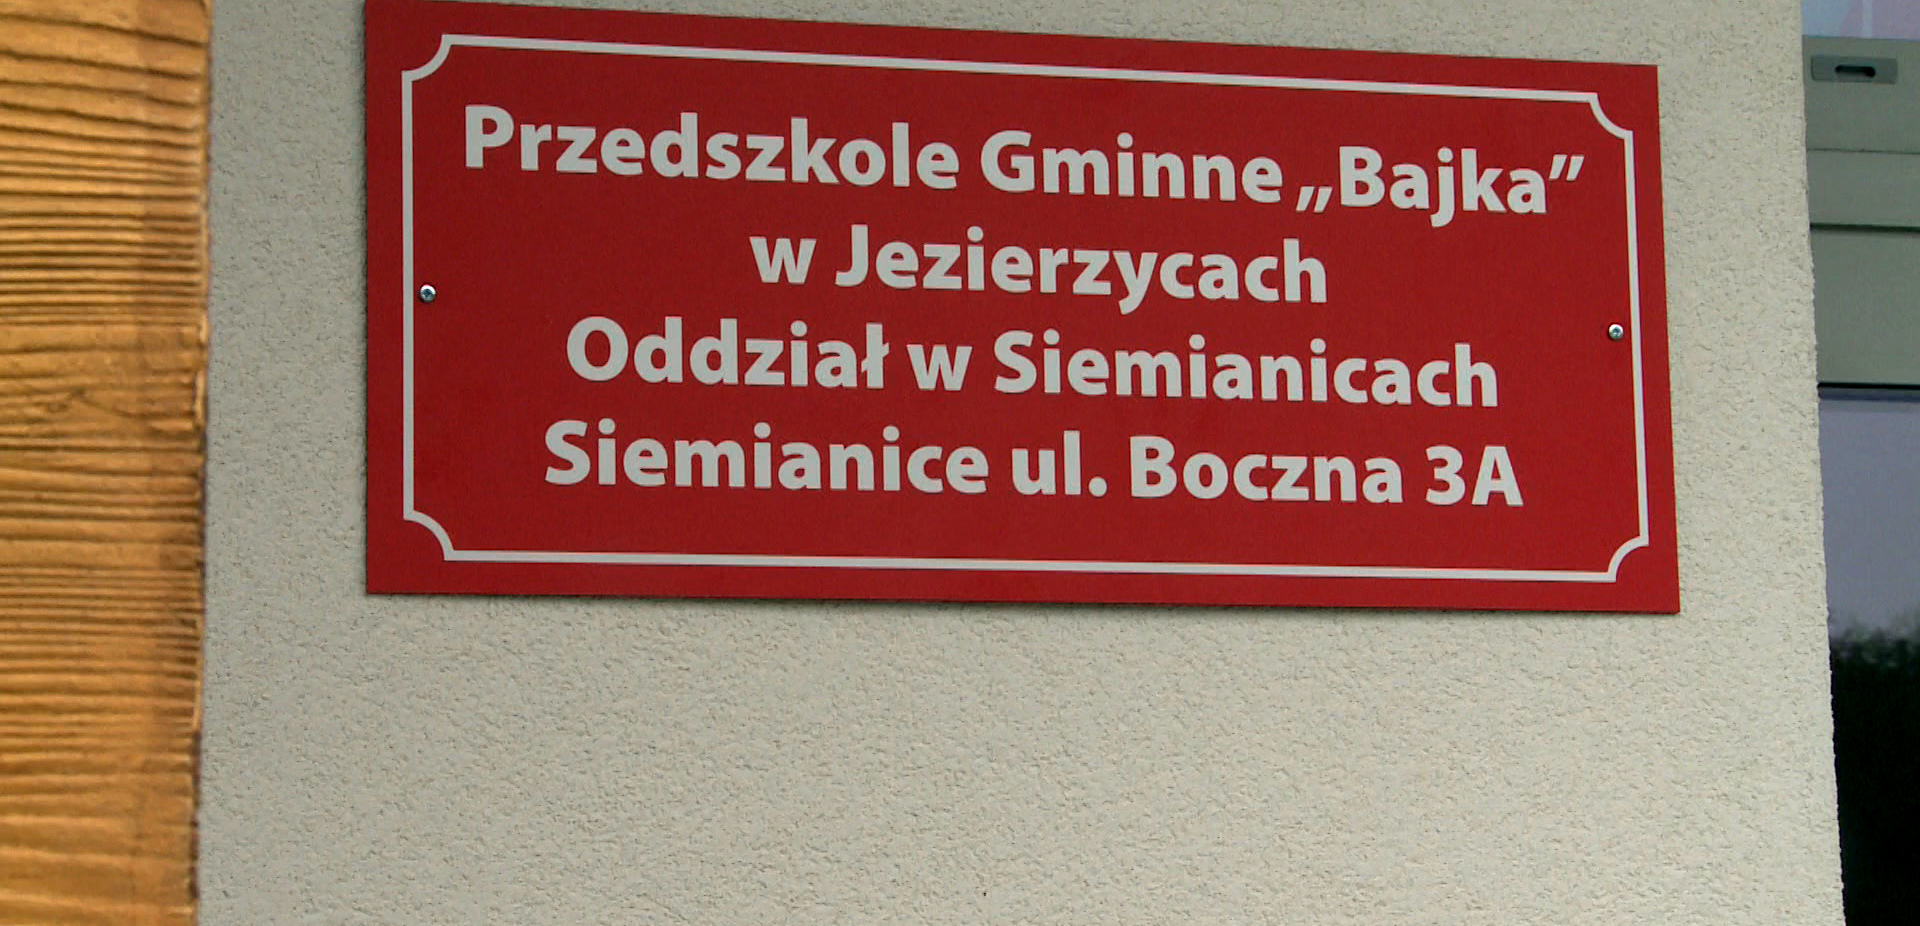 Przedszkole Gminne „Bajka”
w Jezierzycach
Oddział w Siemianicach
Siemianice ul. Boczna 3A